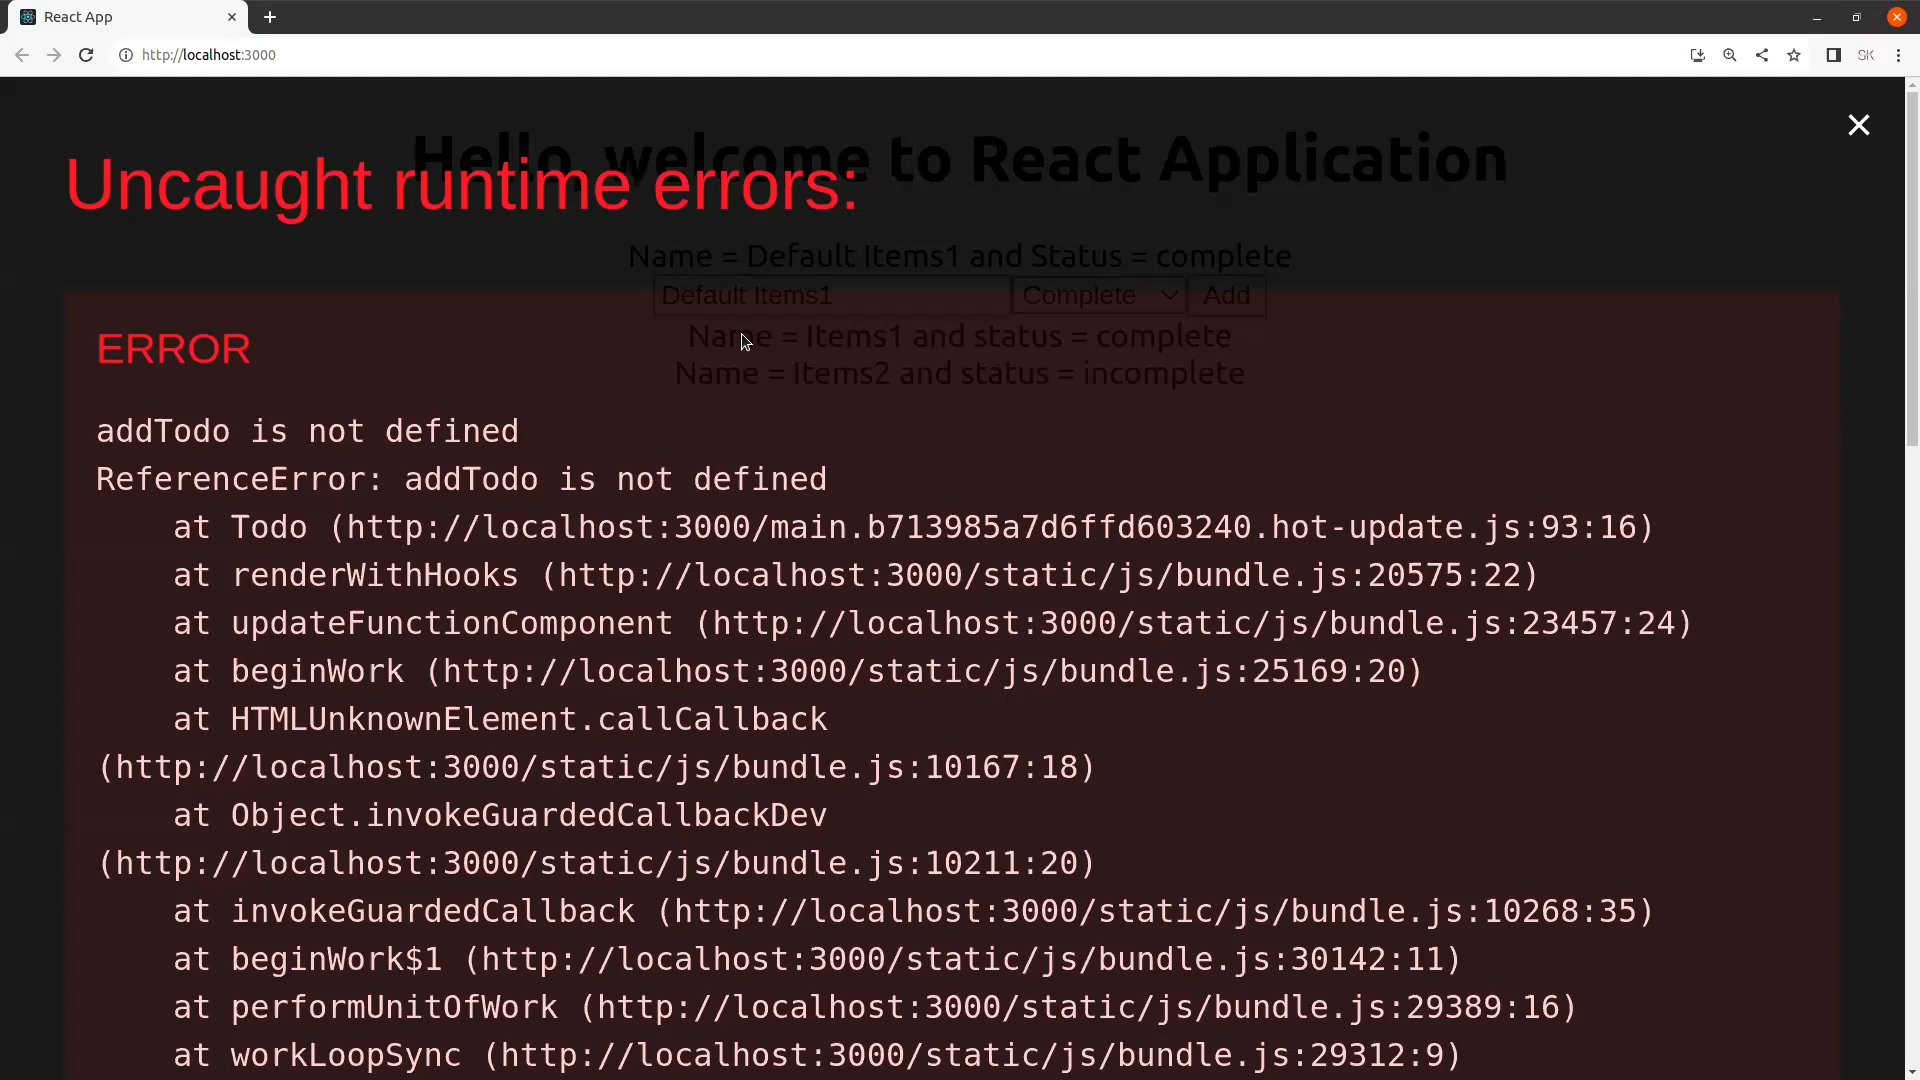 React App
http://localhost:3000
SK
Hello, welcome to React Application
Uncaught runtime errors:
Name = Default Items1 and Status = complete
Default Items1 Complete Add
Name = Items1 and status = complete
ERROR
Name = Items2 and status = incomplete
addTodo is not defined
ReferenceError: addTodo is not defined
at Todo (http://localhost:3000/main.b713985a7d6ffd603240.hot-update.js:93:16)
at renderWithHooks (http://localhost:3000/static/js/bundle.js:20575:22)
at updateFunctionComponent (http://localhost:3000/static/js/bundle.js:23457:24)
at beginWork (http://localhost:3000/static/js/bundle.js:25169:20)
at HTMLUnknownElement.callCallback
(http://localhost:3000/static/js/bundle.js:10167:18)
at Object.invokeGuardedCallbackDev
(http://localhost:3000/static/js/bundle.js:10211:20)
at invokeGuardedCallback (http://localhost:3000/static/js/bundle.js:10268:35)
at beginWork$1 (http://localhost:3000/static/js/bundle.js:30142:11)
at performUnitOfWork (http://localhost:3000/static/js/bundle.js:29389:16)
at workLoopSync (http://localhost:3000/static/js/bundle.js:29312:9)